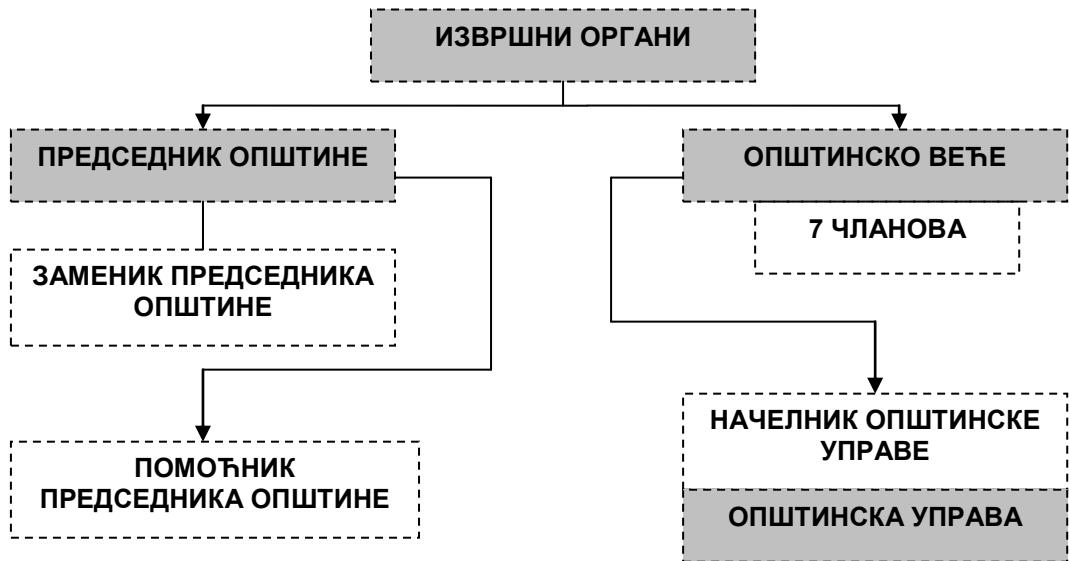 ИЗВРШНИ ОРГАНИ
ПРЕДСЕДНИК ОПШТИНЕ
ОПШТИНСКО ВЕЋЕ
7 ЧЛАНОВА
ЗАМЕНИК ПРЕДСЕДНИКА
ОПШТИНЕ
НАЧЕЛНИК ОПШТИНСКЕ
УПРАВЕ
ПОМОЋНИК
ПРЕДСЕДНИКА ОПШТИНЕ
ОПШТИНСКА УПРАВА